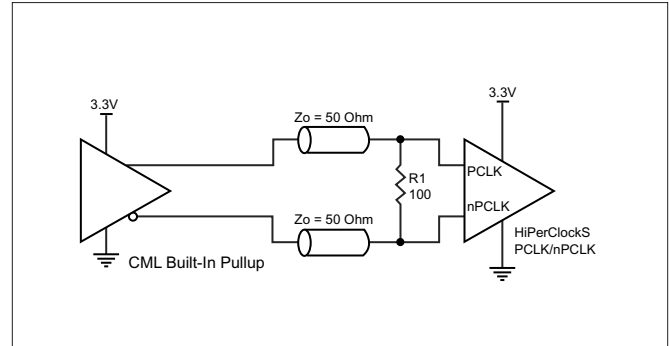 3.3V
3.3V
Zo = 50 Ohm
PCLK
R1
100
nPCLK
Zo = 50 Ohm
HiPerClockS
PCLK/nPCLK
CML Built-In Pullup